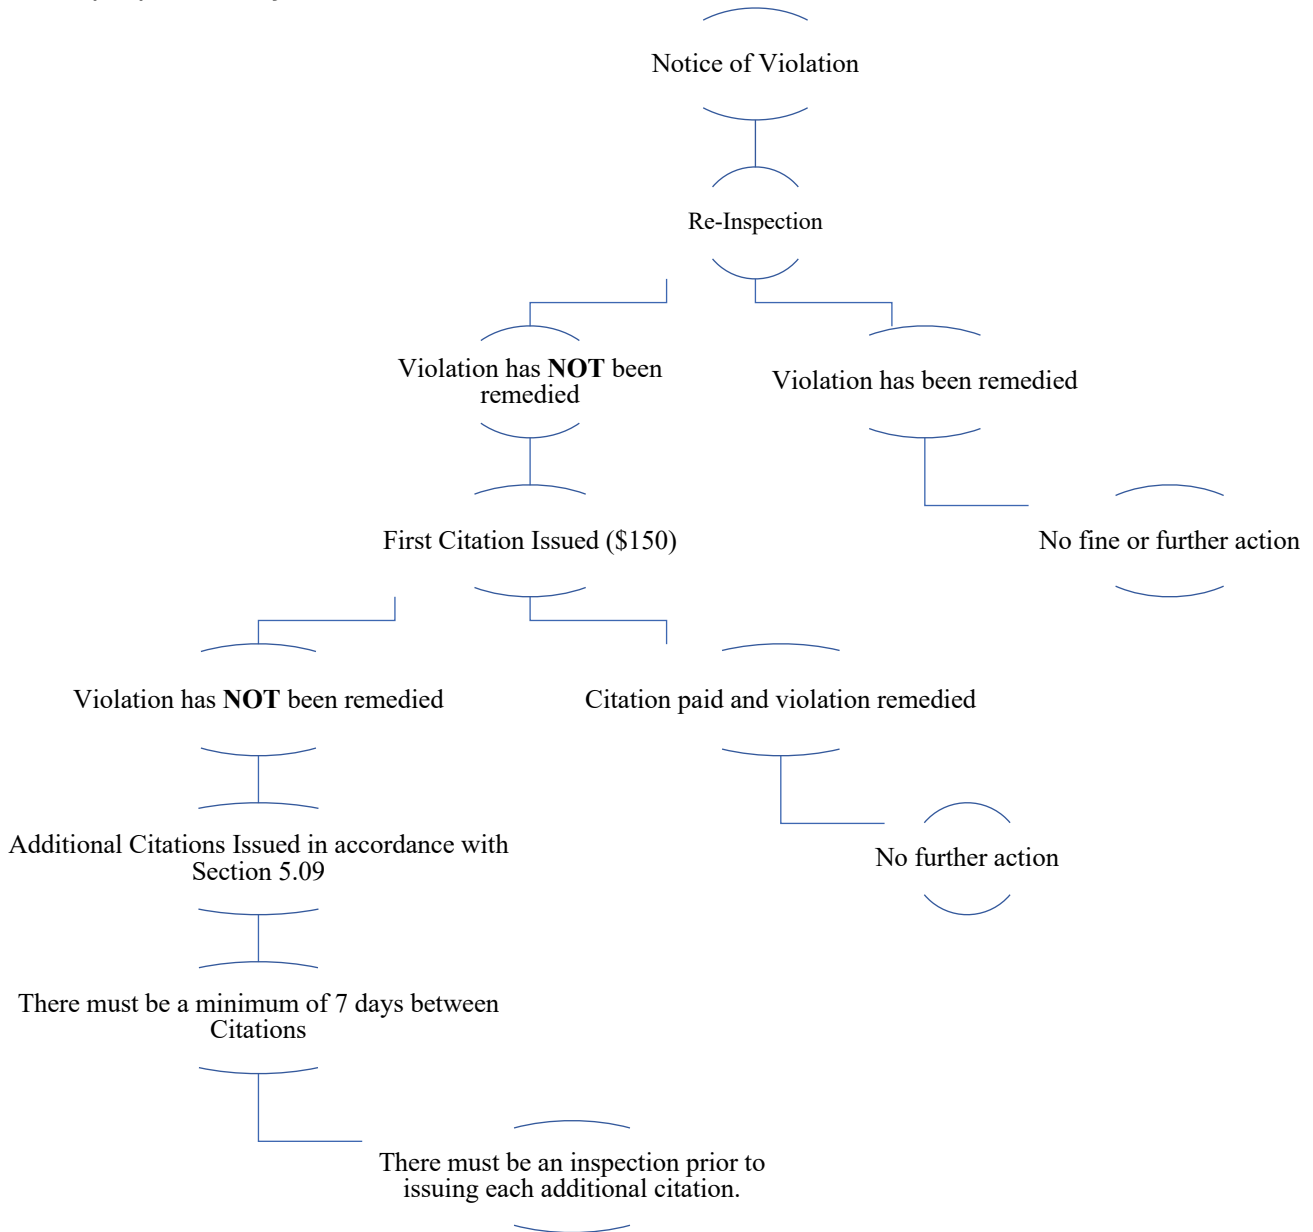 Notice of Violation
Re-Inspection
Violation has NOT been
remedied
Violation has been remedied
First Citation Issued ($150)
No fine or further action
Violation has NOT been remedied
Citation paid and violation remedied
Additional Citations Issued in accordance with
Section 5.09
No further action
There must be a minimum of 7 days between
Citations
There must be an inspection prior to
issuing each additional citation.